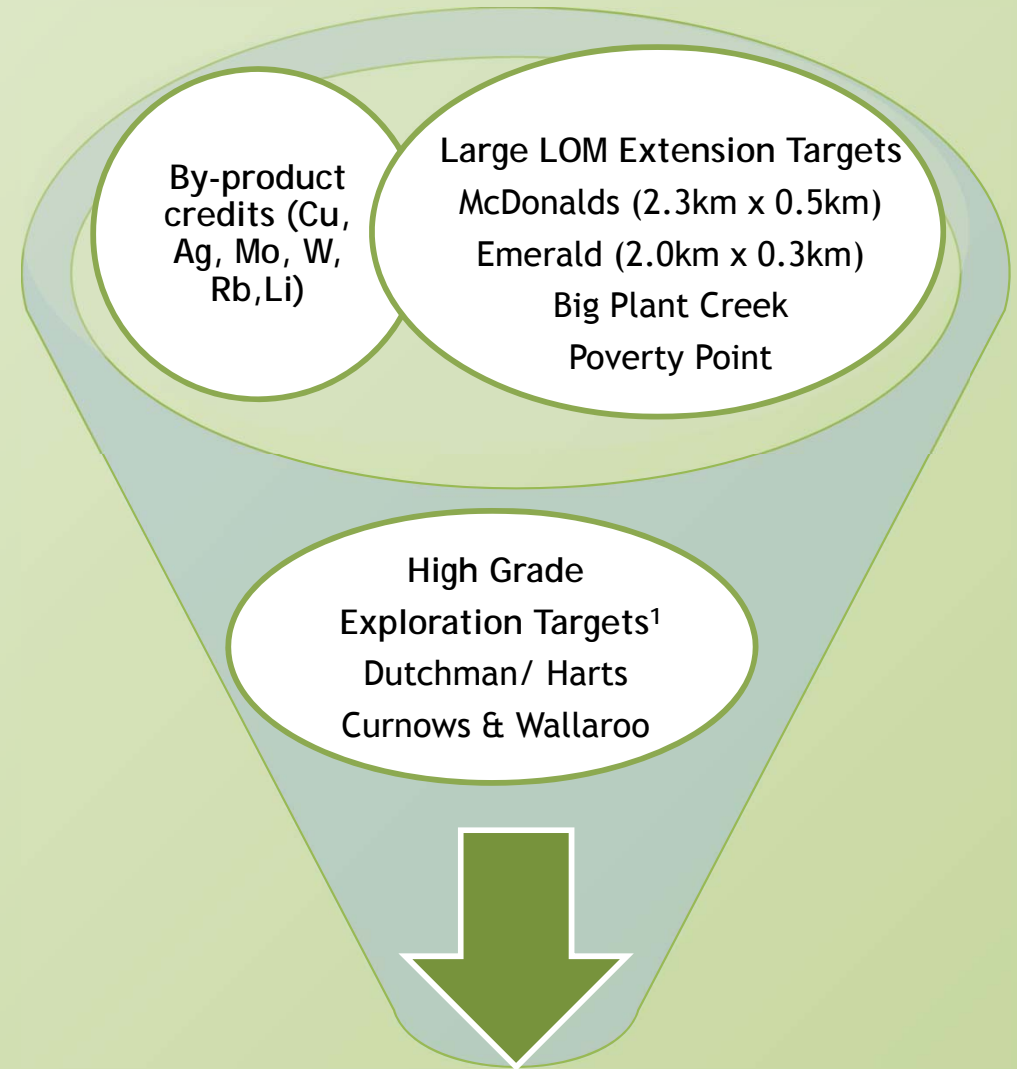 By-product
credits (Cu,
Ag, Mo, W,
Rb,Li)
Large LOM Extension Targets
McDonalds (2.3km x 0.5km)
Emerald (2.0km x 0.3km)
Big Plant Creek
Poverty Point
High Grade
Exploration Targets¹
Dutchman/ Harts
Curnows & Wallaroo